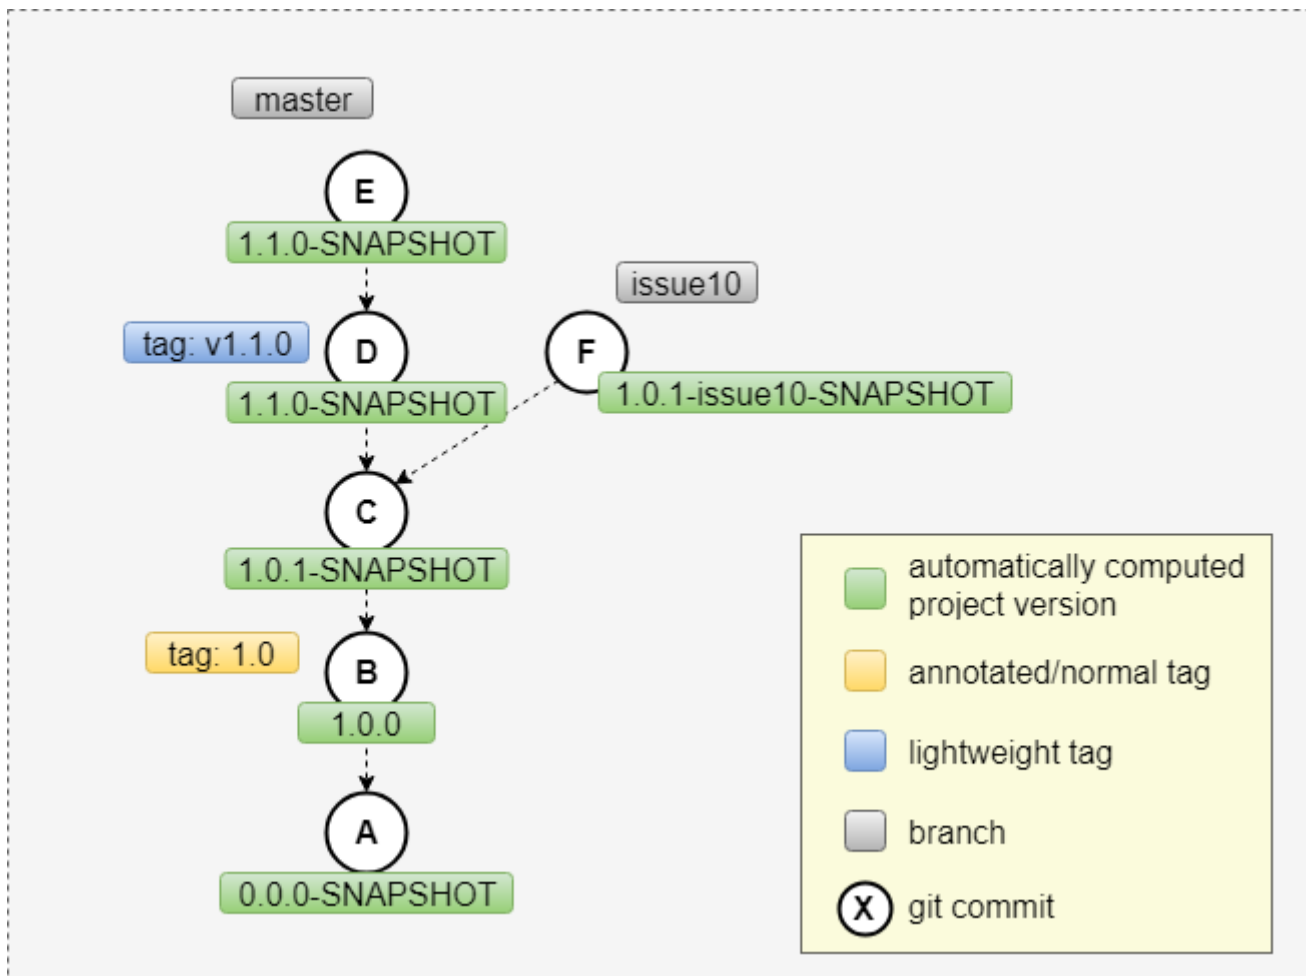 master
E
1.1.0-SNAPSHOT
issue10
tag: v1.1.0
D
F
1.1.0-SNAPSHOT
1.0.1-issue10-SNAPSHOT
C
1.0.1-SNAPSHOT
tag: 1.0
B
1.0.0
A
0.0.0-SNAPSHOT
automatically computed
project version
annotated/normal tag
lightweight tag
branch
X
git commit